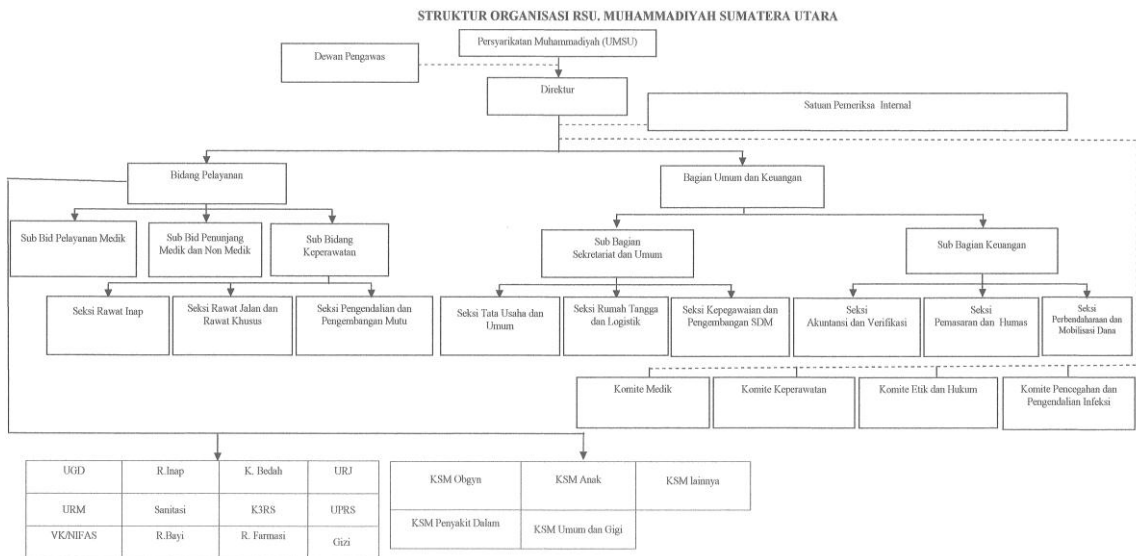 STRUKTUR ORGANISASI RSU. MUHAMMADIYAH SUMATERA UTARA
Persyarikatan Muhammadiyah (UMSU)
Dewan Pengawas
Direktur
Satuan Pemeriksa Internal
Bidang Pelayanan
Bagian Umum dan Keuangan
Sub Bid Pelayanan Medik
Sub Bid Penunjang
Medik dan Non Medik
Sub Bidang
Keperawatan
Sub Bagian
Sekretariat dan Umum
Sub Bagian Keuangan
Seksi Rawat Inap
Seksi Rawat Jalan dan
Rawat Khusus
Seksi Pengendalian dan
Pengembangan Mutu
Seksi Tata Usaha dan
Umum
Seksi Rumah Tangga
dan Logistik
Seksi Kepegawaian dan
Pengembangan SDM
Seksi
Akuntansi dan Verifikasi
Seksi
Pemasaran dan Humas
Seksi
Perbendaharaan dan
Mobilisasi Dana
Komite Medik
Komite Keperawatan
Komite Etik dan Hukum
Komite Pencegahan dan
Pengendalian Infeksi
UGD R.Inap K. Bedah URJ
URM Sanitasi K3RS UPRS
VK/NIFAS R.Bayi R. Farmasi Gizi
KSM Obgyn KSM Anak KSM lainnya
KSM Penyakit Dalam KSM Umum dan Gigi